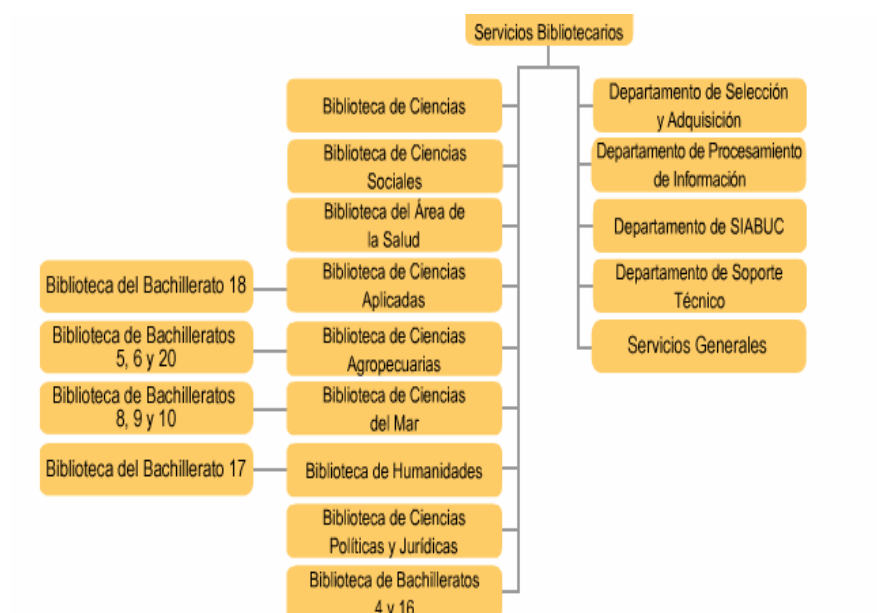 Servicios Bibliotecarios
Biblioteca de Ciencias
Departamento de Selección
y Adquisición
Biblioteca de Ciencias
Sociales
Departamento de Procesamiento
de Información
Biblioteca del Área de
la Salud
Departamento de SIABUC
Biblioteca del Bachillerato 18
Biblioteca de Ciencias
Aplicadas
Departamento de Soporte
Técnico
Biblioteca de Bachilleratos
5, 6 y 20
Biblioteca de Ciencias
Agropecuarias
Servicios Generales
Biblioteca de Bachilleratos
8, 9 y 10
Biblioteca de Ciencias
del Mar
Biblioteca del Bachillerato 17
Biblioteca de Humanidades
Biblioteca de Ciencias
Políticas y Jurídicas
Biblioteca de Bachilleratos
4 y 16